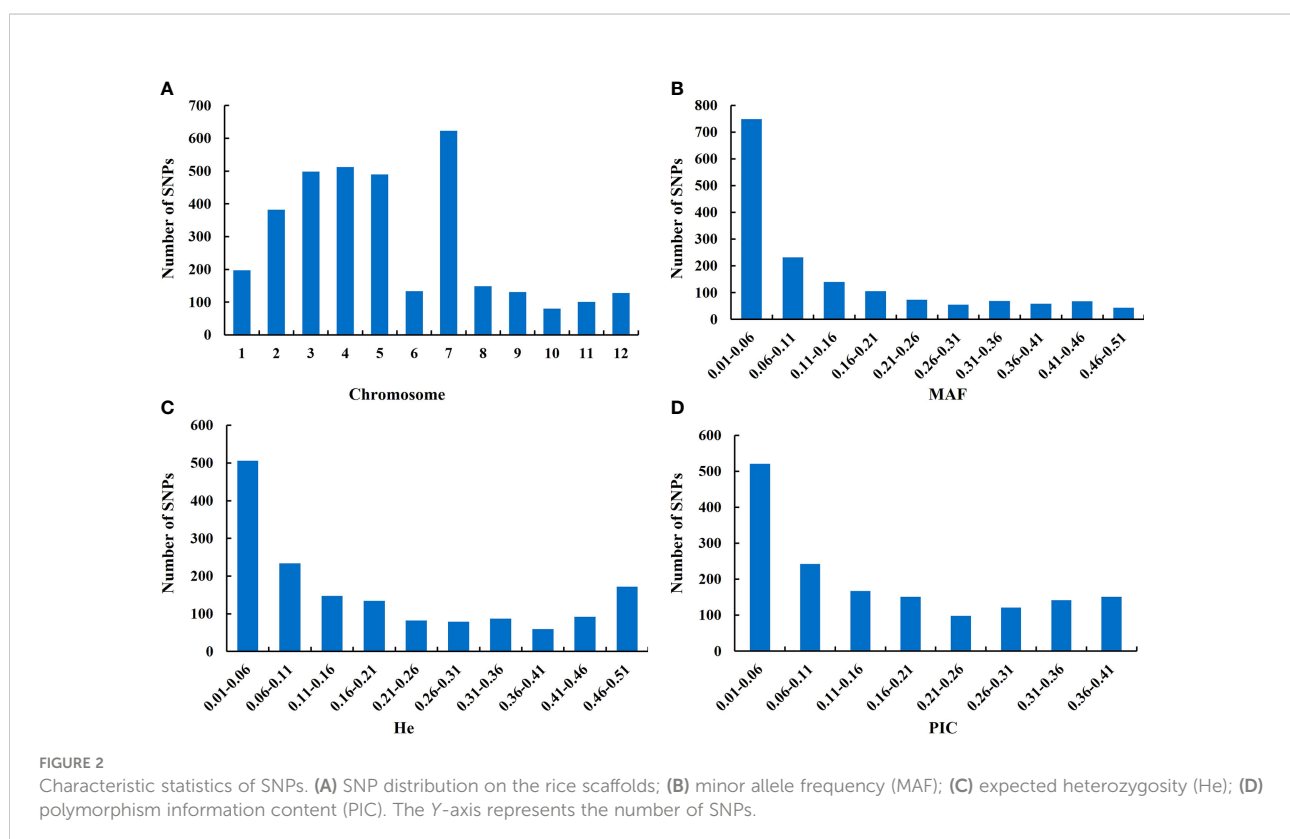 A
Number of SNPs
700
600
500
400
300
200
100
0
1 2 3 4 5 6 7 8 9 10 11 12
Chromosome
B
Number of SNPs
800
700
600
500
400
300
200
100
0
0.01-0.06 0.06-0.11 0.11-0.16 0.16-0.21 0.21-0.26 0.26-0.31 0.31-0.36 0.36-0.41 0.41-0.46 0.46-0.51
MAF
C
Number of SNPs
600
500
400
300
200
100
0
0.01-0.06 0.06-0.11 0.11-0.16 0.16-0.21 0.21-0.26 0.26-0.31 0.31-0.36 0.36-0.41 0.41-0.46 0.46-0.51
He
D
Number of SNPs
600
500
400
300
200
100
0
0.01-0.06 0.06-0.11 0.11-0.16 0.16-0.21 0.21-0.26 0.26-0.31 0.31-0.36 0.36-0.41
PIC
FIGURE 2
Characteristic statistics of SNPs. (A) SNP distribution on the rice scaffolds; (B) minor allele frequency (MAF); (C) expected heterozygosity (He); (D)
polymorphism information content (PIC). The Y-axis represents the number of SNPs.